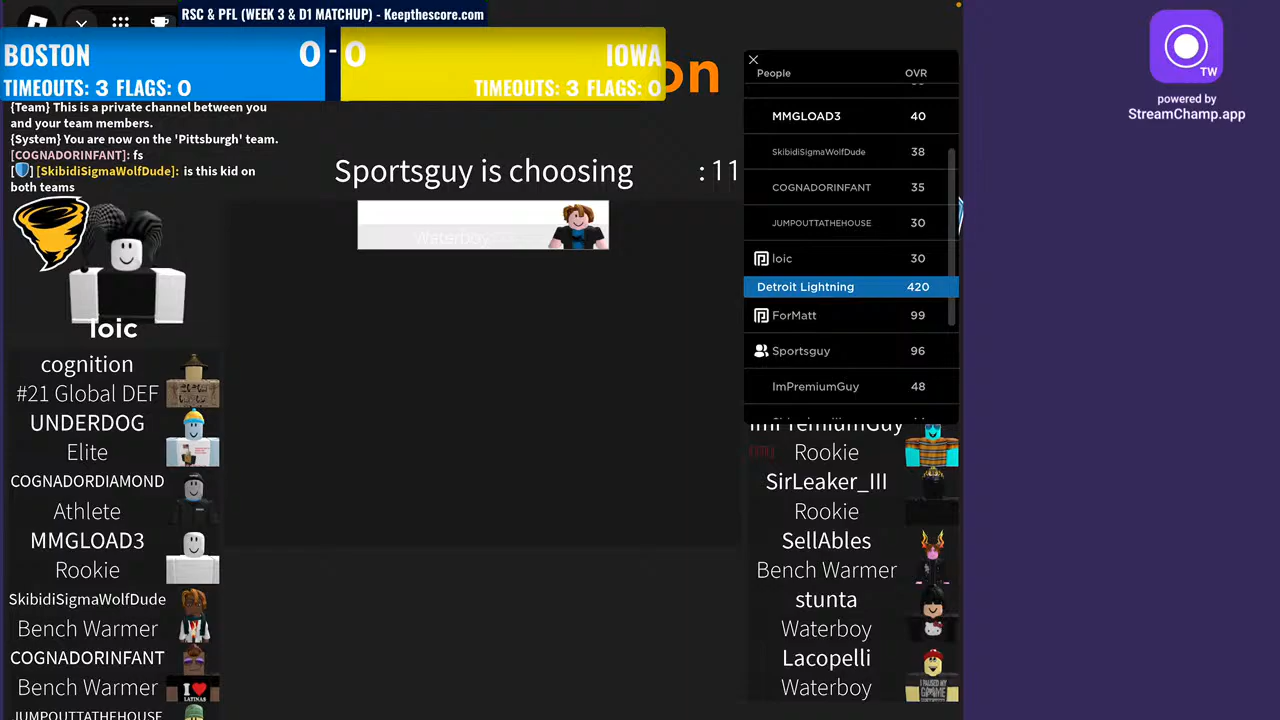 RSC & PFL (WEEK 3 & D1 MATCHUP) - Keepthescore.com
BOSTON 0 - 0 IOWA
TIMEOUTS: 3 FLAGS: 0
TIMEOUTS: 3 FLAGS: 0
on
{Team} This is a private channel between you
and your team members.
{System} You are now on the 'Pittsburgh' team.
[COGNADORINFANT]: fs
[SkibidiSigmaWolfDude]: is this kid on
both teams
Sportsguy is choosing :11
Waterboy
loic
cognition
#21 Global DEF
UNDERDOG
Elite
COGNADORDIAMOND
Athlete
MMGLOAD3
Rookie
SkibidiSigmaWolfDude
Bench Warmer
COGNADORINFANT
Bench Warmer
JUMPOUTTATHEHOUSE
People OVR
MMGLOAD3 40
SkibidiSigmaWolfDude 38
COGNADORINFANT 35
JUMPOUTTATHEHOUSE 30
loic 30
Detroit Lightning 420
ForMatt 99
Sportsguy 96
ImPremiumGuy 48
ImPremiumGuy
Rookie
SirLeaker_III
Rookie
SellAbles
Bench Warmer
stunta
Waterboy
Lacopelli
Waterboy
I ♥
LATINAS
TW
powered by
StreamChamp.app